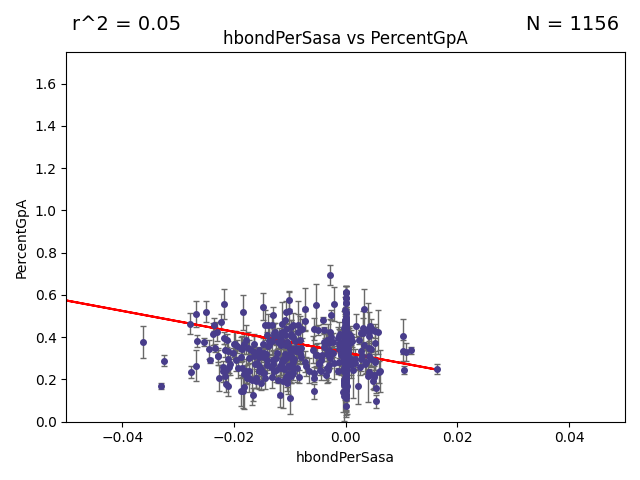 r^2 = 0.05
N = 1156
hbondPerSasa vs PercentGpA
PercentGpA
1.6
1.4
1.2
1.0
0.8
0.6
0.4
0.2
0.0
−0.04
−0.02
0.00
0.02
0.04
hbondPerSasa